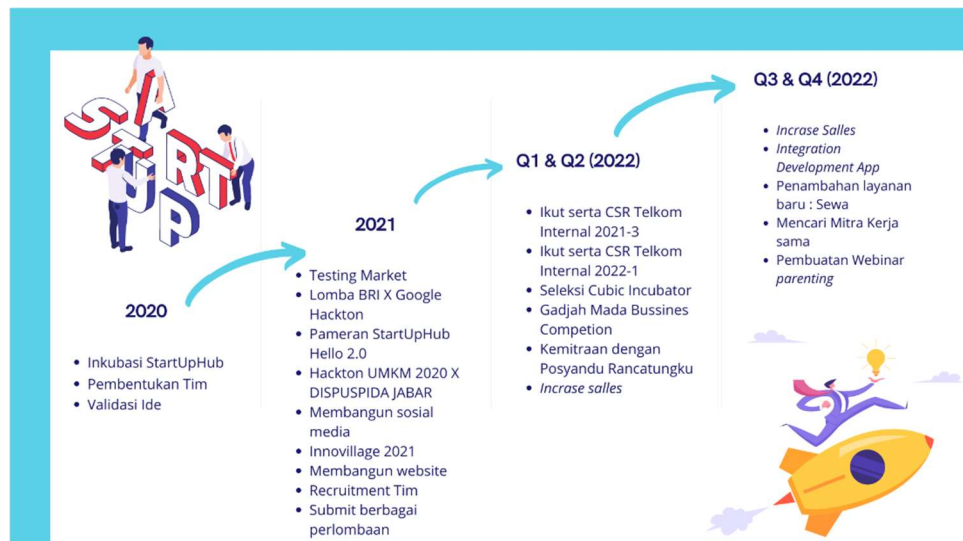 START
UP
2020
Inkubasi StartUpHub
Pembentukan Tim
Validasi Ide
2021
Testing Market
Lomba BRI X Google
Hackton
Pameran StartUpHub
Hello 2.0
Hackton UMKM 2020 X
DISPUSPIDA JABAR
Membangun sosial
media
Innovillage 2021
Membangun website
Recruitment Tim
Submit berbagai
perlombaan
Q1 & Q2 (2022)
Ikut serta CSR Telkom
Internal 2021-3
Ikut serta CSR Telkom
Internal 2022-1
Seleksi Cubic Incubator
Gadjah Mada Bussines
Competion
Kemitraan dengan
Posyandu Rancatungku
Incrase salles
Q3 & Q4 (2022)
Incrase Salles
Integration
Development App
Penambahan layanan
baru : Sewa
Mencari Mitra Kerja
sama
Pembuatan Webinar
parenting